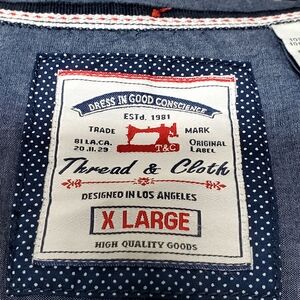 DRESS IN GOOD CONSCIENCE
ESTd. 1981
TRADE MARK
81 LA.CA. ORIGINAL
20.11.29 T&C LABEL
Thread & Cloth
DESIGNED IN LOS ANGELES
X LARGE
HIGH QUALITY GOODS